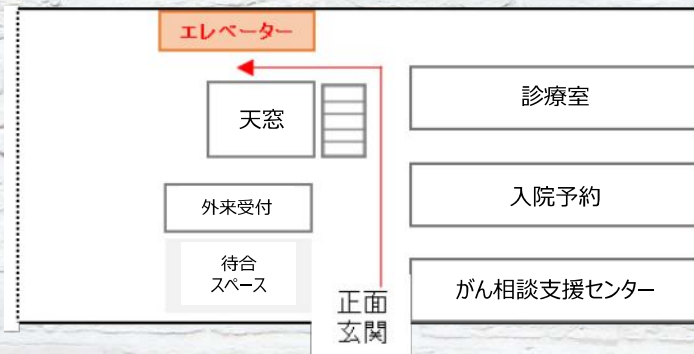 エレベーター
天窓
診療室
外来受付
入院予約
待合
スペース
がん相談支援センター
正面
玄関